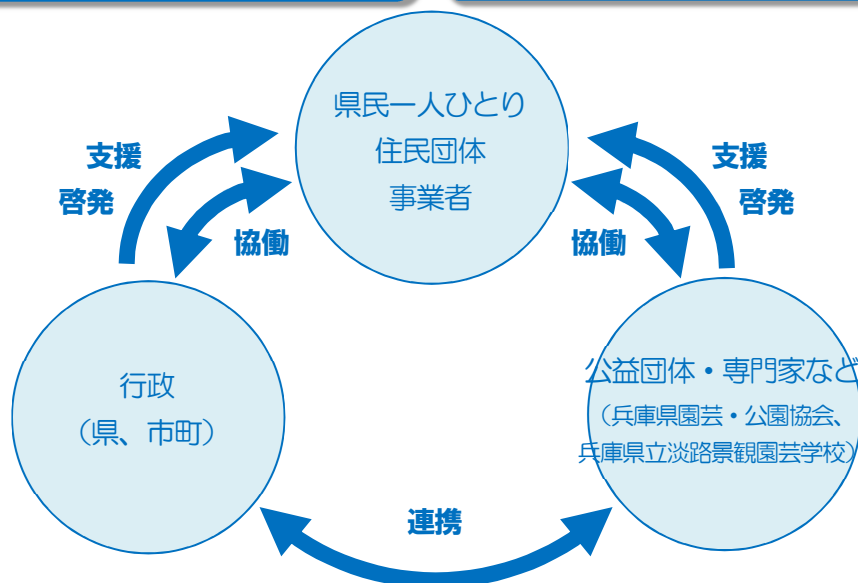 県民一人ひとり
住民団体
事業者
支援
啓発
協働
支援
啓発
協働
行政
（県、市町）
公益団体・専門家など
（兵庫県園芸・公園協会、
兵庫県立淡路景観園芸学校）
連携